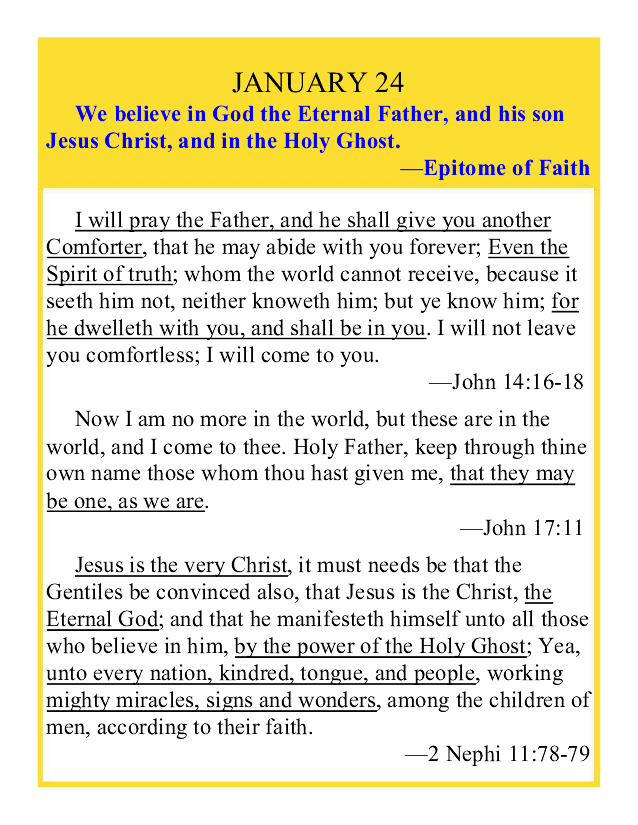 JANUARY 24
We believe in God the Eternal Father, and his son
Jesus Christ, and in the Holy Ghost.
—Epitome of Faith
I will pray the Father, and he shall give you another
Comforter, that he may abide with you forever; Even the
Spirit of truth; whom the world cannot receive, because it
seeth him not, neither knoweth him; but ye know him; for
he dwelleth with you, and shall be in you. I will not leave
you comfortless; I will come to you.
—John 14:16-18
Now I am no more in the world, but these are in the
world, and I come to thee. Holy Father, keep through thine
own name those whom thou hast given me, that they may
be one, as we are.
—John 17:11
Jesus is the very Christ, it must needs be that the
Gentiles be convinced also, that Jesus is the Christ, the
Eternal God; and that he manifesteth himself unto all those
who believe in him, by the power of the Holy Ghost; Yea,
unto every nation, kindred, tongue, and people, working
mighty miracles, signs and wonders, among the children of
men, according to their faith.
—2 Nephi 11:78-79